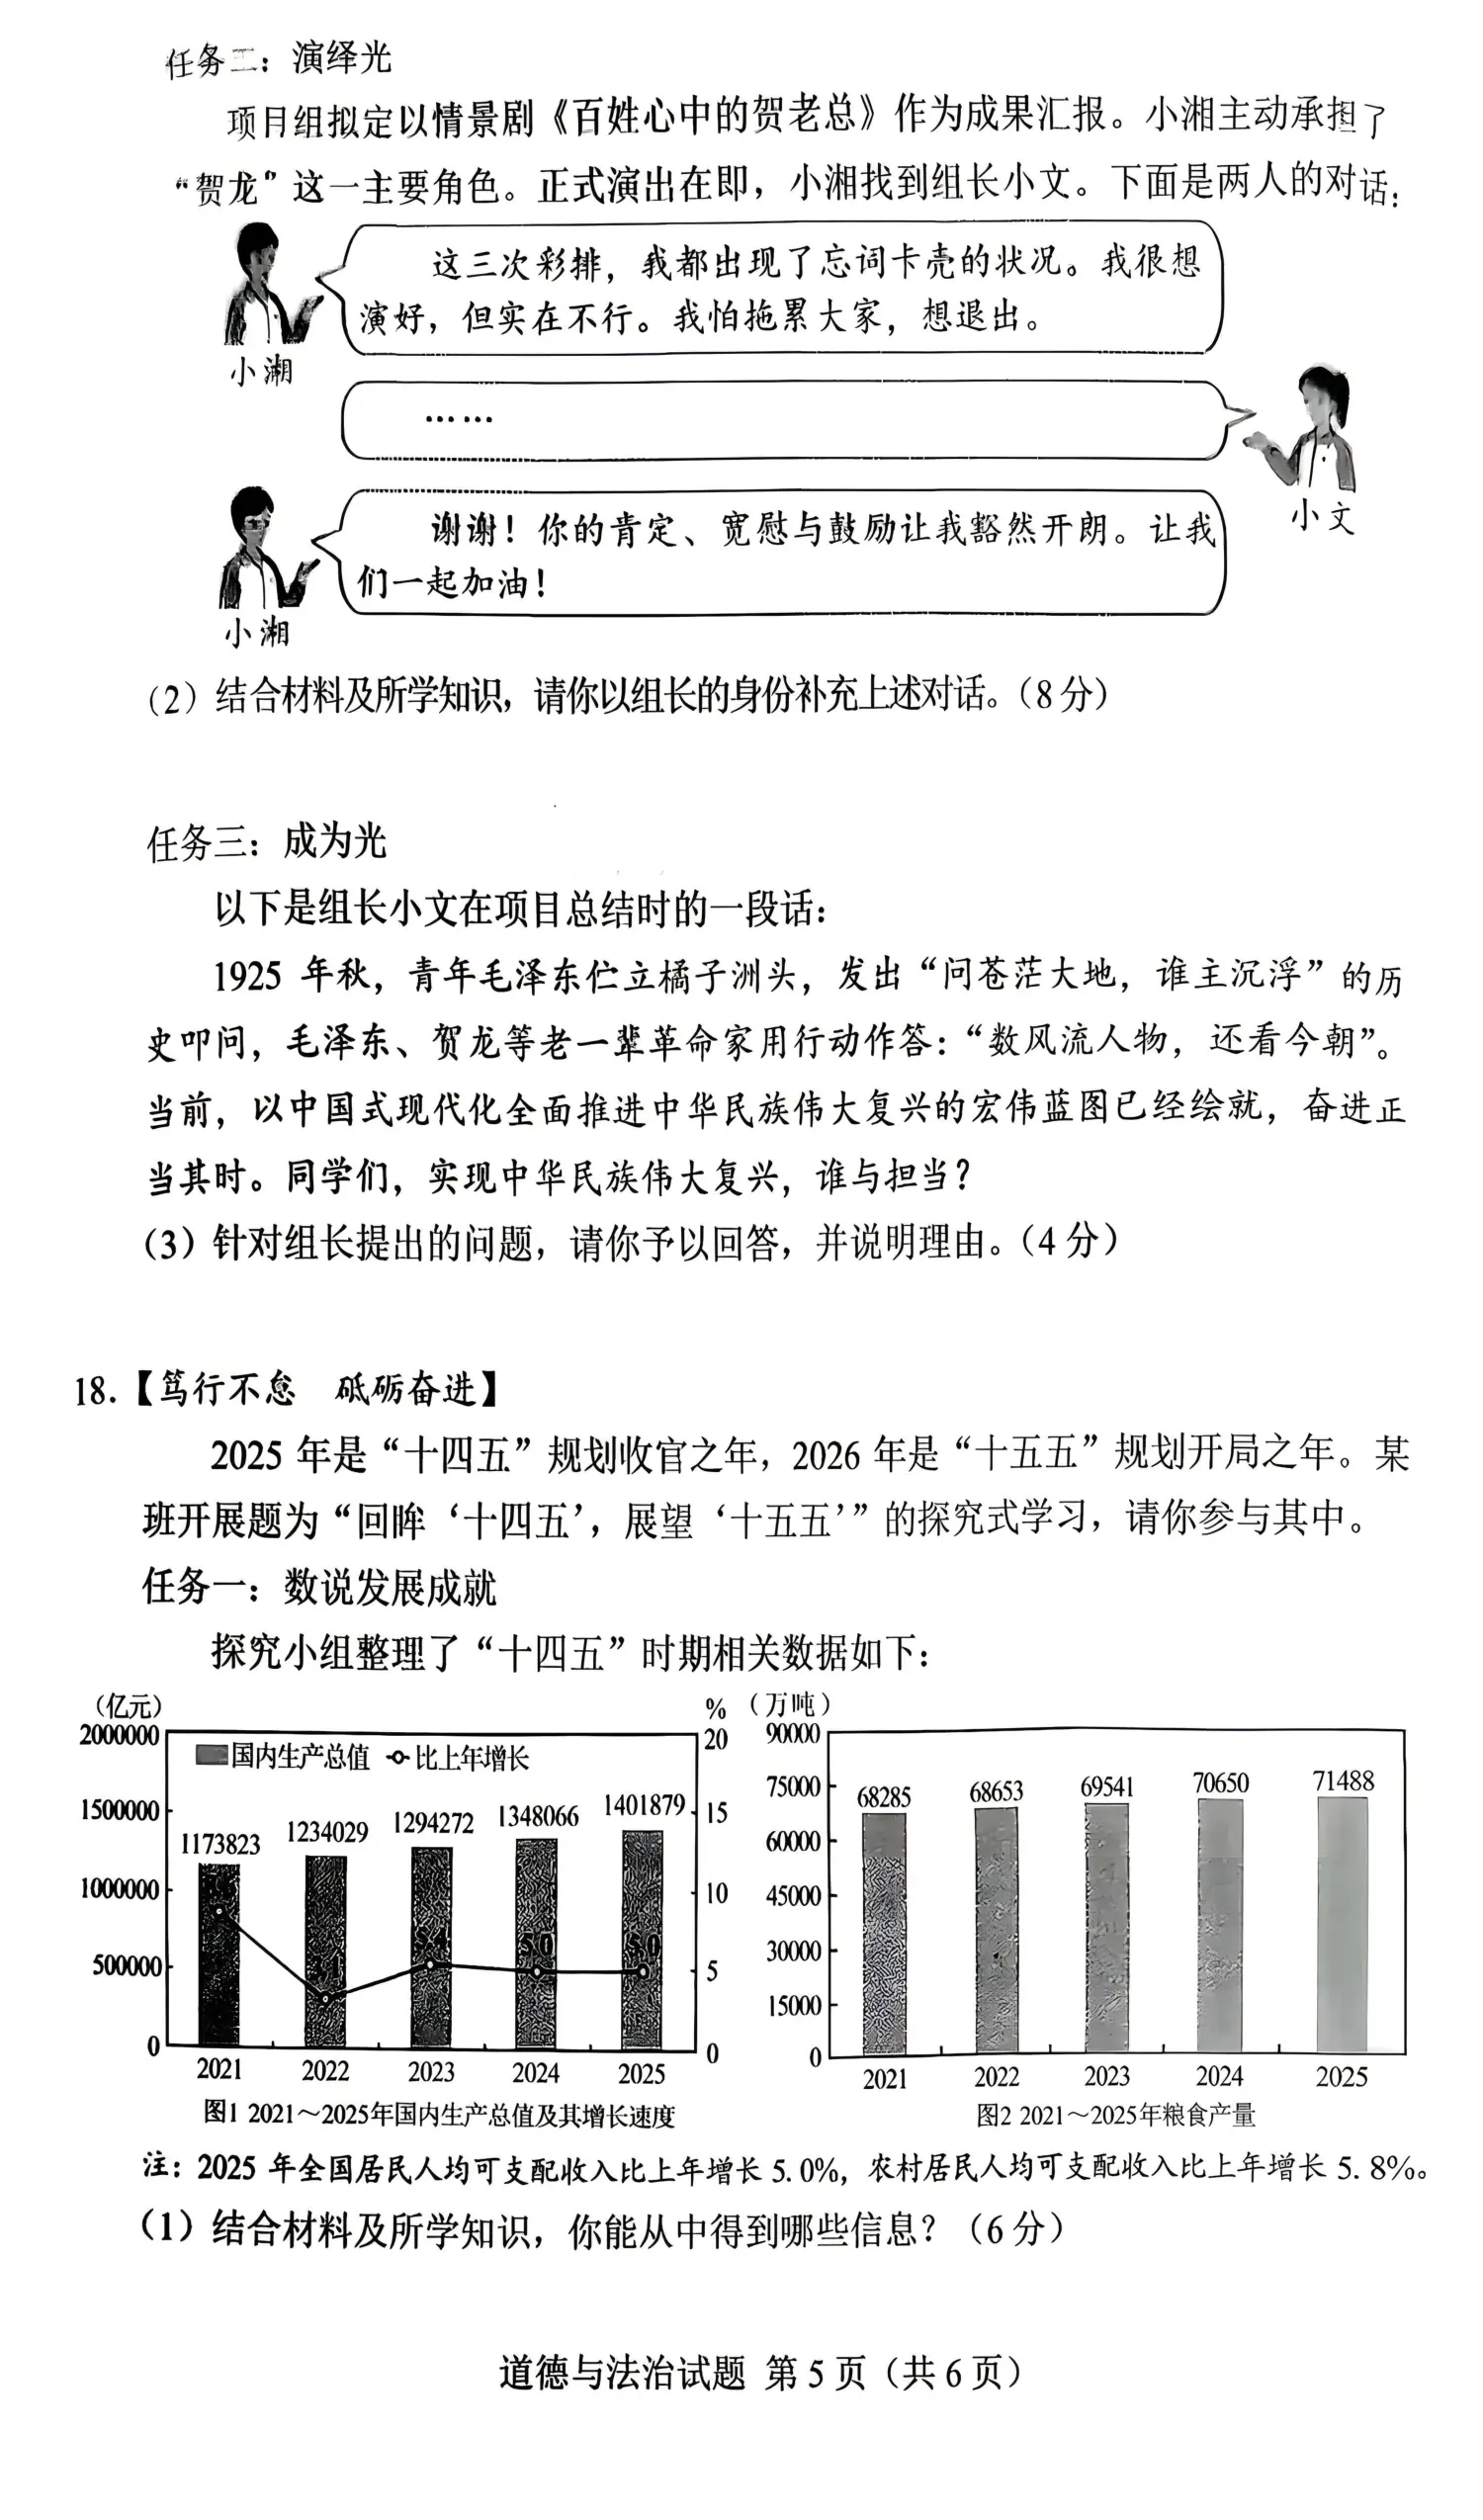 任务二：演绎光
项目组拟定以情景剧《百姓心中的贺老总》作为成果汇报。小湘主动承担了
“贺龙”这一主要角色。正式演出在即，小湘找到组长小文。下面是两人的对话：
这三次彩排，我都出现了忘词卡壳的状况。我很想
演好，但实在不行。我怕拖累大家，想退出。
小湘
……
小文
谢谢！你的肯定、宽慰与鼓励让我豁然开朗。让我
们一起加油！
小湘
（2）结合材料及所学知识，请你以组长的身份补充上述对话。（8分）
任务三：成为光
以下是组长小文在项目总结时的一段话：
1925 年秋，青年毛泽东伫立橘子洲头，发出“问苍茫大地，谁主沉浮”的历
史叩问，毛泽东、贺龙等老一辈革命家用行动作答：“数风流人物，还看今朝”。
当前，以中国式现代化全面推进中华民族伟大复兴的宏伟蓝图已经绘就，奋进正
当其时。同学们，实现中华民族伟大复兴，谁与担当？
（3）针对组长提出的问题，请你予以回答，并说明理由。（4分）
18.【笃行不怠 砥砺奋进】
2025 年是“十四五”规划收官之年，2026 年是“十五五”规划开局之年。某
班开展题为“回眸‘十四五’，展望‘十五五’”的探究式学习，请你参与其中。
任务一：数说发展成就
探究小组整理了“十四五”时期相关数据如下：
（亿元） %
2000000 20
国内生产总值 比上年增长
1500000 15
1173823 1234029 1294272 1348066 1401879
1000000 10
5.4 5.0 5.0
500000 5
0 0
2021 2022 2023 2024 2025
图1 2021～2025年国内生产总值及其增长速度
（万吨）
90000
75000
68285 68653 69541 70650 71488
60000
45000
30000
15000
0
2021 2022 2023 2024 2025
图2 2021～2025年粮食产量
注：2025 年全国居民人均可支配收入比上年增长 5.0%，农村居民人均可支配收入比上年增长 5.8%。
（1）结合材料及所学知识，你能从中得到哪些信息？（6分）
道德与法治试题 第5页（共6页）